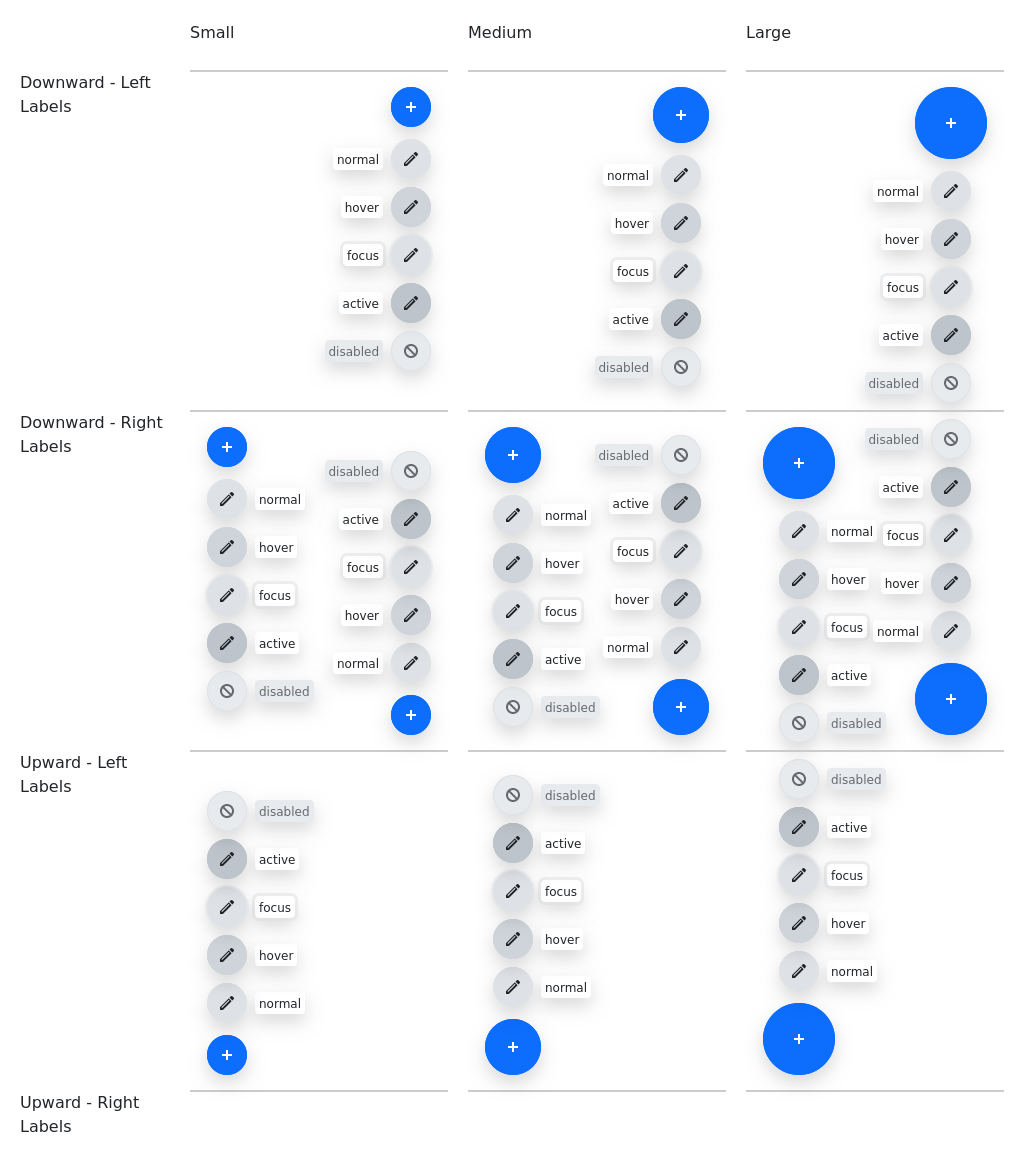 Small
Medium
Large
Downward - Left
Labels
normal
hover
focus
active
disabled
normal
hover
focus
active
disabled
normal
hover
focus
active
disabled
Downward - Right
Labels
normal
hover
focus
active
disabled
disabled
active
focus
hover
normal
normal
hover
focus
active
disabled
disabled
active
focus
hover
normal
normal
hover
focus
active
disabled
disabled
active
focus
hover
normal
Upward - Left
Labels
disabled
active
focus
hover
normal
disabled
active
focus
hover
normal
disabled
active
focus
hover
normal
Upward - Right
Labels